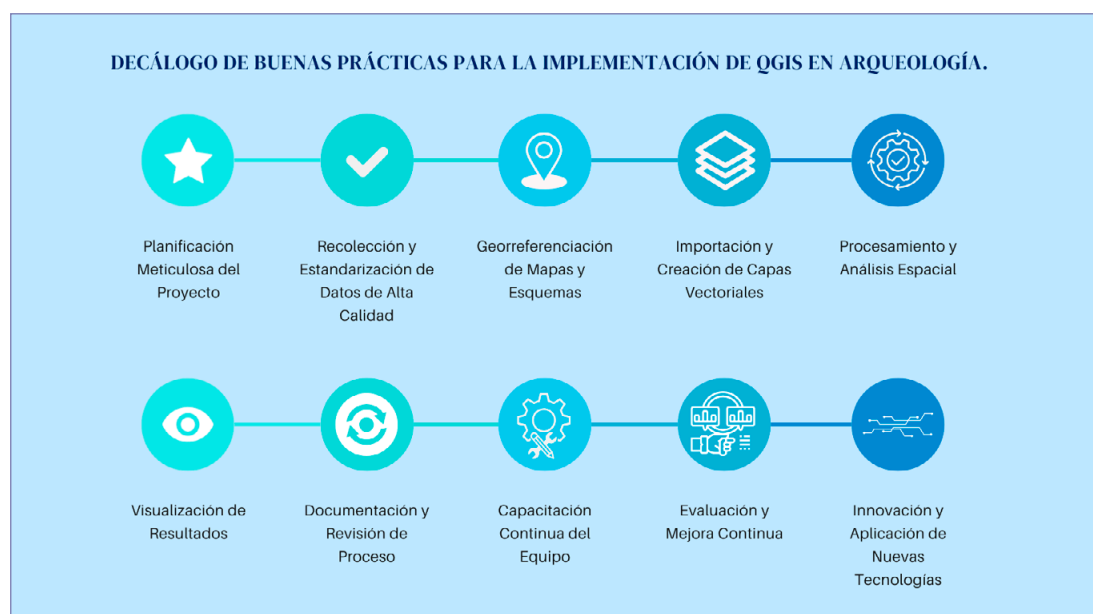 DECÁLOGO DE BUENAS PRÁCTICAS PARA LA IMPLEMENTACIÓN DE QGIS EN ARQUEOLOGÍA.
Planificación
Meticulosa del
Proyecto
Recolección y
Estandarización de
Datos de Alta
Calidad
Georreferenciación
de Mapas y
Esquemas
Importación y
Creación de Capas
Vectoriales
Procesamiento y
Análisis Espacial
Visualización de
Resultados
Documentación y
Revisión de
Proceso
Capacitación
Continua del
Equipo
Evaluación y
Mejora Continua
Innovación y
Aplicación de
Nuevas
Tecnologías